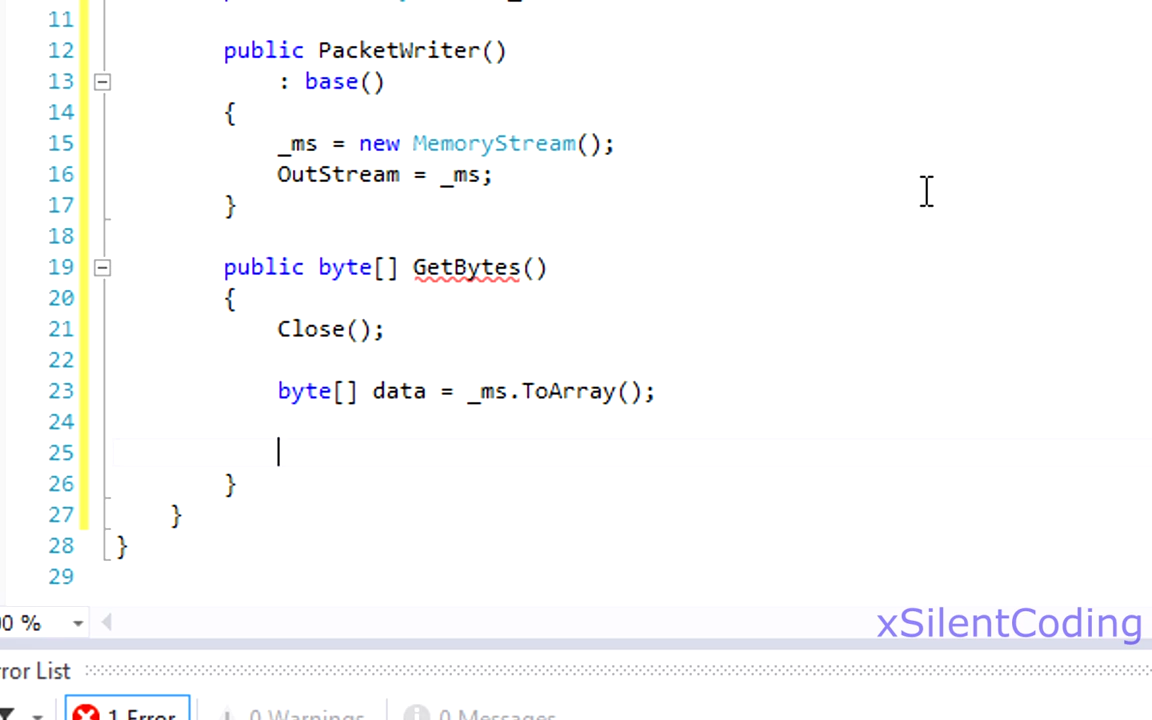 11
12 public PacketWriter()
13 : base()
14 {
15 _ms = new MemoryStream();
16 OutStream = _ms;
17 }
18
19 public byte[] GetBytes()
20 {
21 Close();
22
23 byte[] data = _ms.ToArray();
24
25
26 }
27 }
28 }
29
00 %
xSilentCoding
rror List
1 Error 0 Warnings 0 Messages